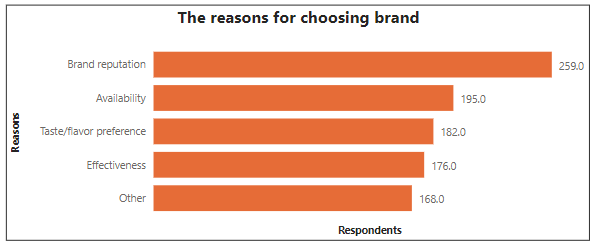 The reasons for choosing brand
Reasons
Brand reputation 259.0
Availability 195.0
Taste/flavor preference 182.0
Effectiveness 176.0
Other 168.0
Respondents